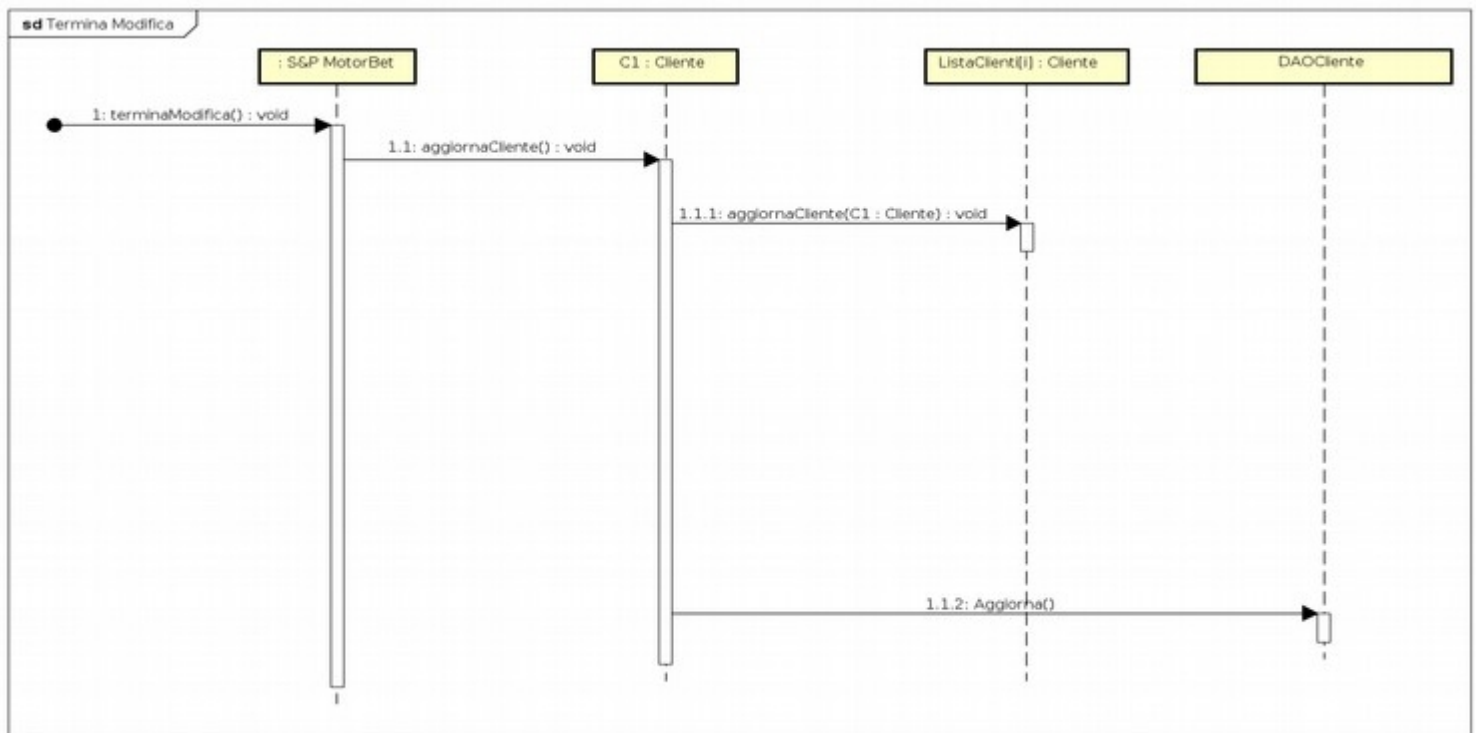 sd Termina Modifica
: S&P MotorBet
C1 : Cliente
ListaClienti[i] : Cliente
DAOCliente
1: terminaModifica() : void
1.1: aggiornaCliente() : void
1.1.1: aggiornaCliente(C1 : Cliente) : void
1.1.2: Aggiorna()